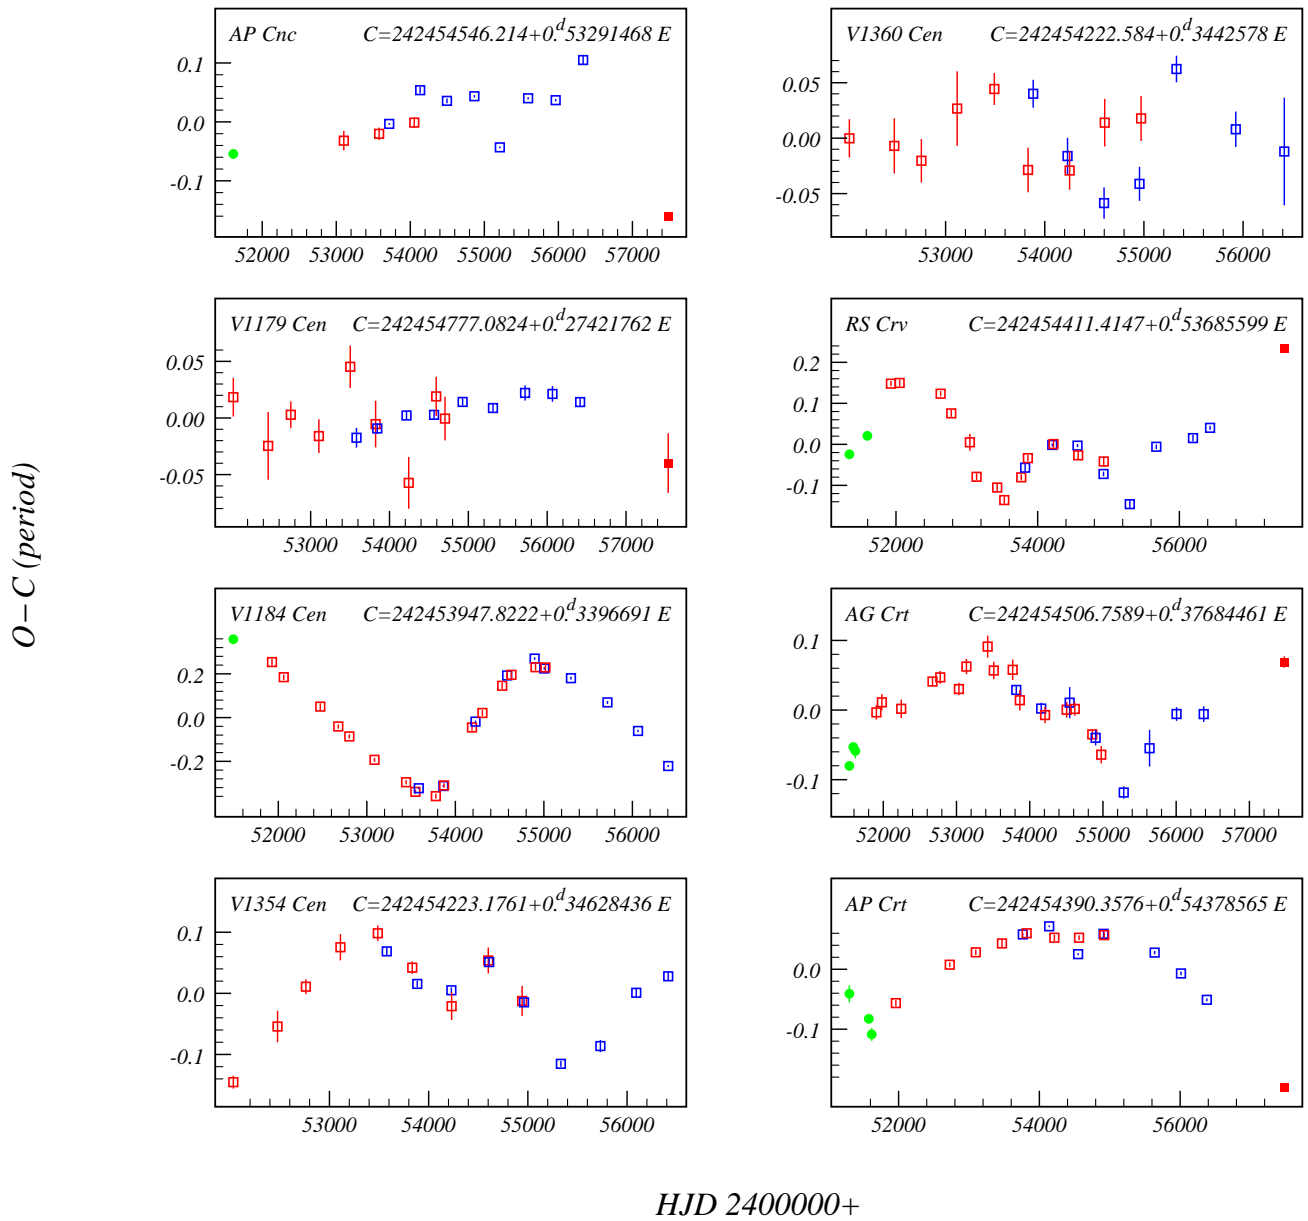 AP Cnc C=242454546.214+0.d53291468 E
0.1
0.0
-0.1
52000 53000 54000 55000 56000 57000
V1360 Cen C=242454222.584+0.d3442578 E
0.05
0.00
-0.05
53000 54000 55000 56000
V1179 Cen C=242454777.0824+0.d27421762 E
0.05
0.00
-0.05
53000 54000 55000 56000 57000
RS Crv C=242454411.4147+0.d53685599 E
0.2
0.1
0.0
-0.1
52000 54000 56000
V1184 Cen C=242453947.8222+0.d3396691 E
0.2
0.0
-0.2
52000 53000 54000 55000 56000
AG Crt C=242454506.7589+0.d37684461 E
0.1
0.0
-0.1
52000 53000 54000 55000 56000 57000
V1354 Cen C=242454223.1761+0.d34628436 E
0.1
0.0
-0.1
53000 54000 55000 56000
AP Crt C=242454390.3576+0.d54378565 E
0.0
-0.1
52000 54000 56000
O−C (period)
HJD 2400000+